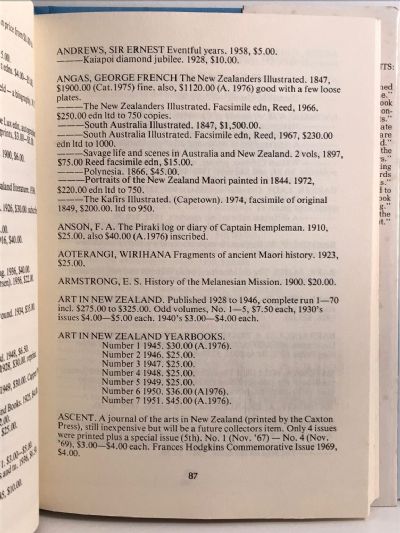 ANDREWS, SIR ERNEST Eventful years. 1958, $5.00.
———Kaiapoi diamond jubilee. 1928, $10.00.
ANGAS, GEORGE FRENCH The New Zealanders Illustrated. 1847,
$1900.00 (Cat.1975) fine. also, $1120.00 (A. 1976) good with a few loose
plates.
———The New Zealanders Illustrated. Facsimile edn, Reed, 1966.
$250.00 edn ltd to 750 copies.
———South Australia Illustrated. 1847, $1,500.00.
———South Australia Illustrated. Facsimile edn, Reed, 1967, $230.00
edn ltd to 1000.
———Savage life and scenes in Australia and New Zealand. 2 vols, 1897,
$75.00 Reed facsimile edn, $15.00.
———Polynesia. 1866, $45.00.
———Portraits of the New Zealand Maori painted in 1844. 1972,
$220.00 edn ltd to 750.
———The Kafirs Illustrated. (Capetown). 1974, facsimile of original
1849, $200.00. ltd to 950.
ANSON, F. A. The Piraki log or diary of Captain Hempleman. 1910,
$25.00. also $40.00 (A.1976) inscribed.
AOTERANGI, WIRIHANA Fragments of ancient Maori history. 1923,
$25.00.
ARMSTRONG, E. S. History of the Melanesian Mission. 1900. $20.00.
ART IN NEW ZEALAND. Published 1928 to 1946, complete run 1—70
incl. $275.00 to $325.00. Odd volumes, No. 1—5, $7.50 each, 1930's
issues $4.00—$5.00 each. 1940's $3.00—$4.00 each.
ART IN NEW ZEALAND YEARBOOKS.
Number 1 1945. $30.00 (A.1976).
Number 2 1946. $25.00.
Number 3 1947. $25.00.
Number 4 1948. $25.00.
Number 5 1949. $25.00.
Number 6 1950. $36.00 (A1976)
Number 7 1951. $45.00 (A.1976).
ASCENT. A journal of the arts in New Zealand (printed by the Caxton
Press), still inexpensive but will be a future collectors item. Only 4 issues
were printed plus a special issue (5th). No. 1 (Nov. '67) — No. 4 (Nov.
'69), $3.00—$4.00 each. Frances Hodgkins Commemorative Issue 1969,
$4.00.
87